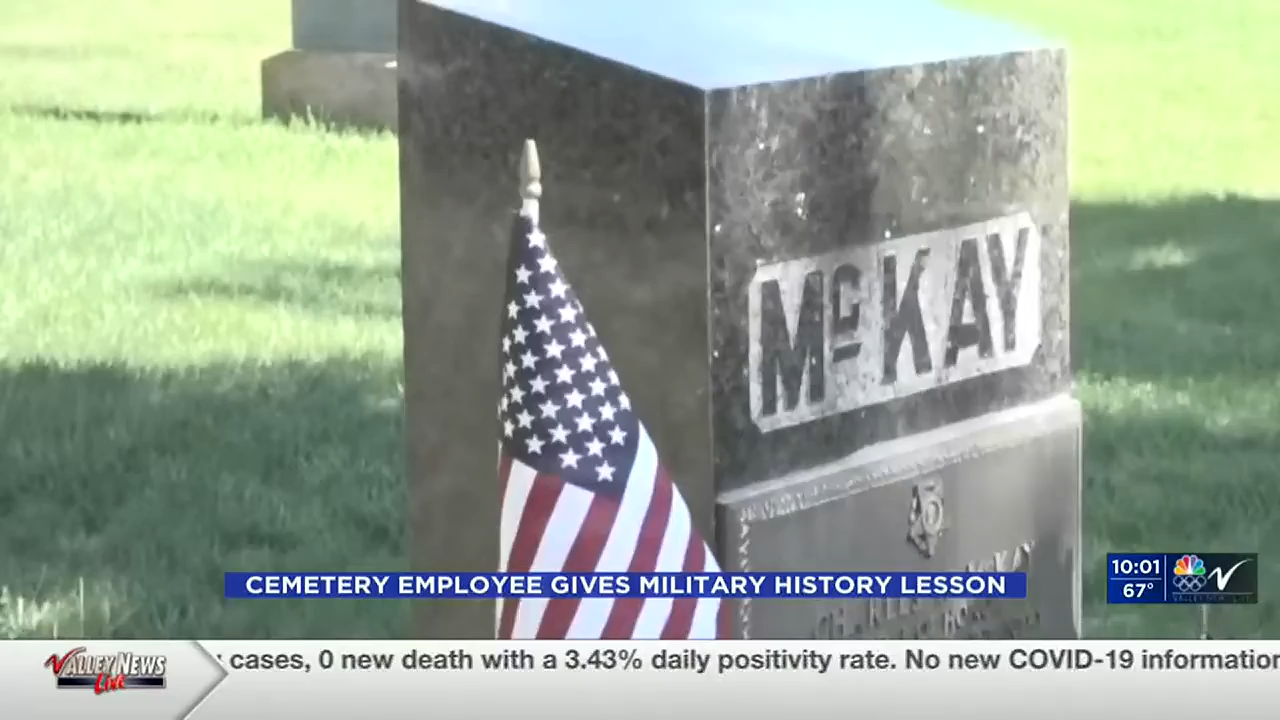 McKAY
CEMETERY EMPLOYEE GIVES MILITARY HISTORY LESSON
10:01
67°
VALLEY NEWS
Live
cases, 0 new death with a 3.43% daily positivity rate. No new COVID-19 information